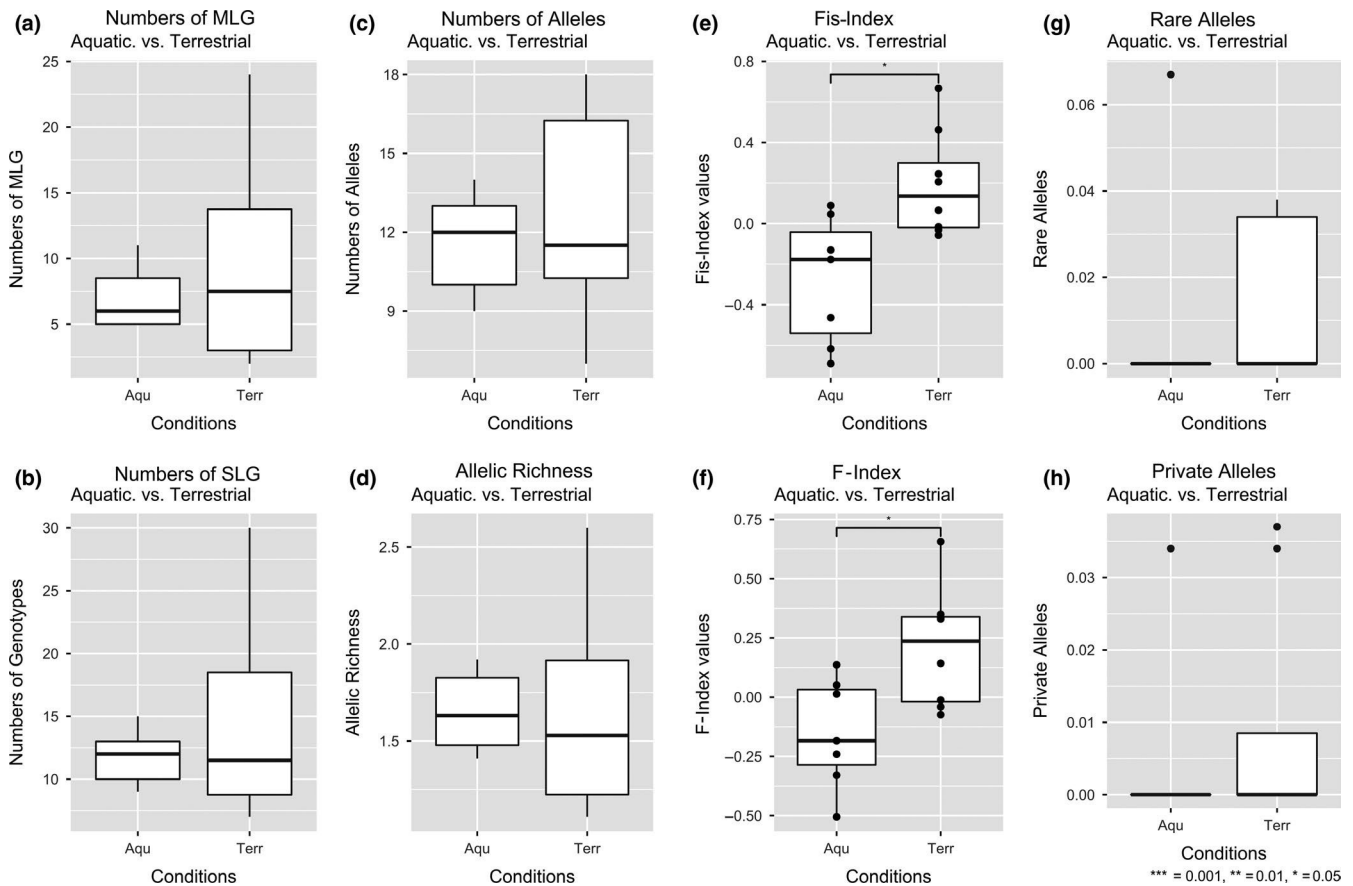 (a)
Numbers of MLG
Aquatic. vs. Terrestrial
25
20
15
10
5
Numbers of MLG
Aqu
Terr
Conditions
(c)
Numbers of Alleles
Aquatic. vs. Terrestrial
18
15
12
9
Numbers of Alleles
Aqu
Terr
Conditions
(e)
Fis-Index
Aquatic. vs. Terrestrial
*
0.8
0.4
0.0
−0.4
Fis-Index values
Aqu
Terr
Conditions
(g)
Rare Alleles
Aquatic. vs. Terrestrial
0.06
0.04
0.02
0.00
Rare Alleles
Aqu
Terr
Conditions
(b)
Numbers of SLG
Aquatic. vs. Terrestrial
30
25
20
15
10
Numbers of Genotypes
Aqu
Terr
Conditions
(d)
Allelic Richness
Aquatic. vs. Terrestrial
2.5
2.0
1.5
Allelic Richness
Aqu
Terr
Conditions
(f)
F-Index
Aquatic. vs. Terrestrial
*
0.75
0.50
0.25
0.00
−0.25
−0.50
F-Index values
Aqu
Terr
Conditions
(h)
Private Alleles
Aquatic. vs. Terrestrial
0.03
0.02
0.01
0.00
Private Alleles
Aqu
Terr
Conditions
*** = 0.001, ** = 0.01, * = 0.05